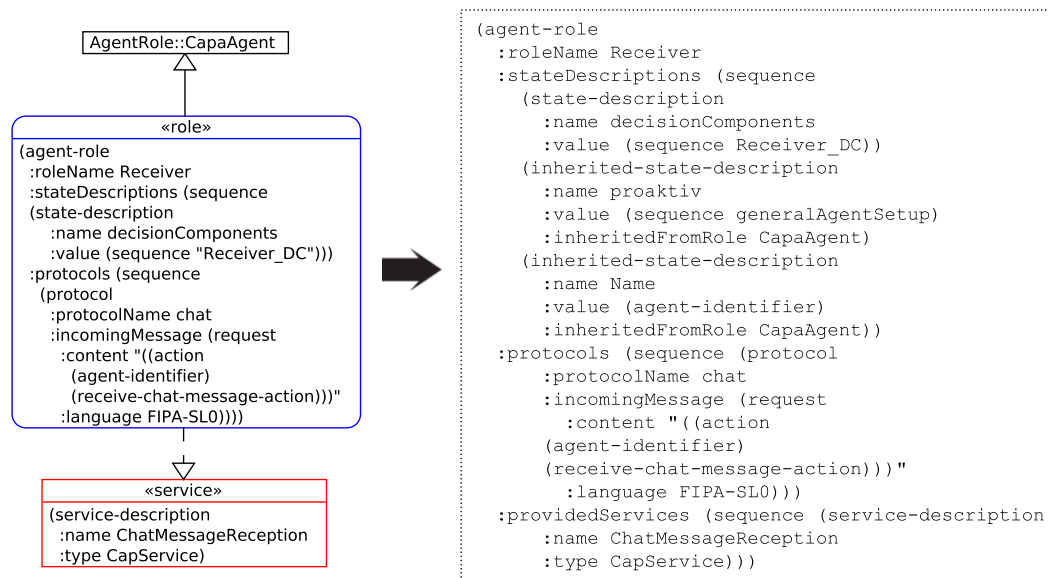 AgentRole::CapaAgent
«role»
(agent-role
:roleName Receiver
:stateDescriptions (sequence
(state-description
:name decisionComponents
:value (sequence "Receiver_DC")))
:protocols (sequence
(protocol
:protocolName chat
:incomingMessage (request
:content "((action
(agent-identifier)
(receive-chat-message-action)))"
:language FIPA-SL0))))
«service»
(service-description
:name ChatMessageReception
:type CapService)
(agent-role
:roleName Receiver
:stateDescriptions (sequence
(state-description
:name decisionComponents
:value (sequence Receiver_DC))
(inherited-state-description
:name proaktiv
:value (sequence generalAgentSetup)
:inheritedFromRole CapaAgent)
(inherited-state-description
:name Name
:value (agent-identifier)
:inheritedFromRole CapaAgent))
:protocols (sequence (protocol
:protocolName chat
:incomingMessage (request
:content "((action
(agent-identifier)
(receive-chat-message-action)))"
:language FIPA-SL0)))
:providedServices (sequence (service-description
:name ChatMessageReception
:type CapService)))